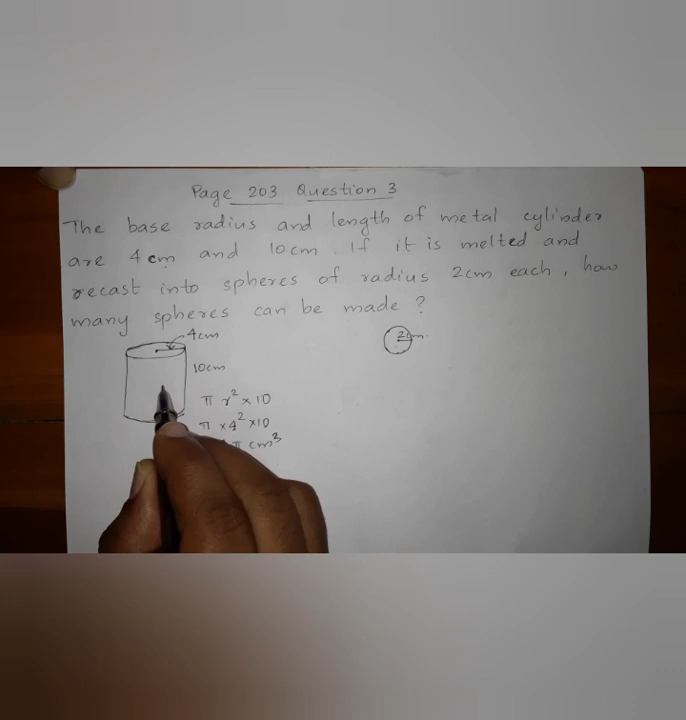 Page 203 Question 3
The base radius and length of metal cylinder
are 4 cm and 10 cm. If it is melted and
recast into spheres of radius 2cm each, how
many spheres can be made ?
4cm
2cm
10cm
π r² × 10
π × 4² × 10
π cm³